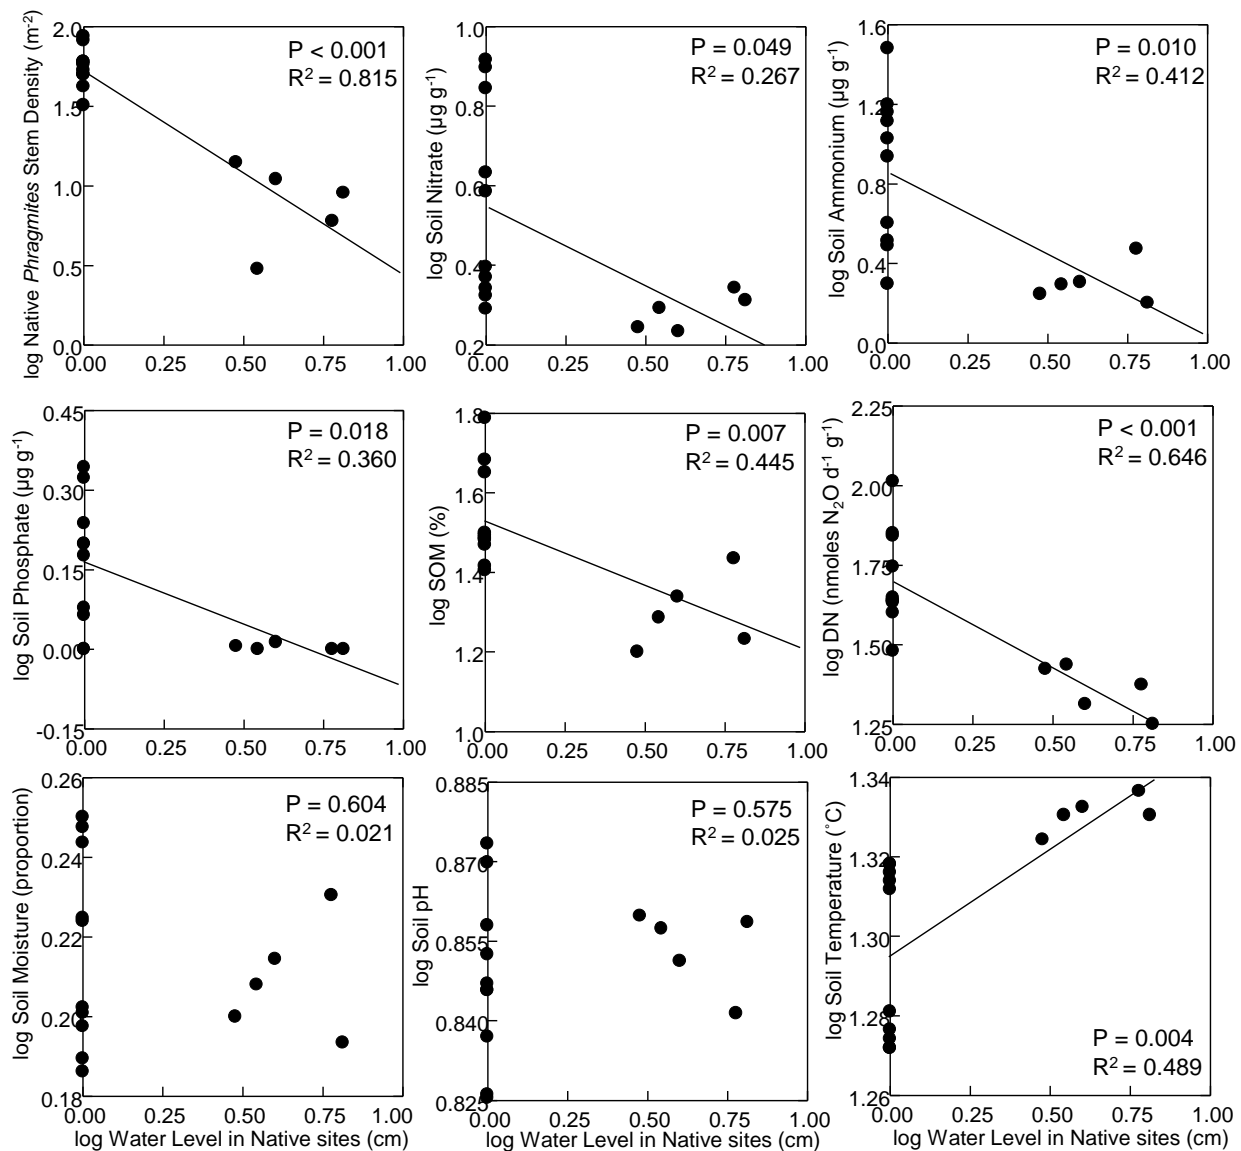 log Native Phragmites Stem Density (m-2)
2.0
1.5
1.0
0.5
0.0
P < 0.001
R2 = 0.815
0.00 0.25 0.50 0.75 1.00
log Soil Nitrate (µg g-1)
1.0
0.8
0.6
0.4
0.2
P = 0.049
R2 = 0.267
0.00 0.25 0.50 0.75 1.00
log Soil Ammonium (µg g-1)
1.6
1.2
0.8
0.4
0.0
P = 0.010
R2 = 0.412
0.00 0.25 0.50 0.75 1.00
log Soil Phosphate (µg g-1)
0.45
0.30
0.15
0.00
-0.15
P = 0.018
R2 = 0.360
0.00 0.25 0.50 0.75 1.00
log SOM (%)
1.8
1.6
1.4
1.2
1.0
P = 0.007
R2 = 0.445
0.00 0.25 0.50 0.75 1.00
log DN (nmoles N2O d-1 g-1)
2.25
2.00
1.75
1.50
1.25
P < 0.001
R2 = 0.646
0.00 0.25 0.50 0.75 1.00
log Soil Moisture (proportion)
0.26
0.24
0.22
0.20
0.18
P = 0.604
R2 = 0.021
0.00 0.25 0.50 0.75 1.00
log Water Level in Native sites (cm)
log Soil pH
0.885
0.870
0.855
0.840
0.825
P = 0.575
R2 = 0.025
0.00 0.25 0.50 0.75 1.00
log Water Level in Native sites (cm)
log Soil Temperature (˚C)
1.34
1.32
1.30
1.28
1.26
P = 0.004
R2 = 0.489
0.00 0.25 0.50 0.75 1.00
log Water Level in Native sites (cm)